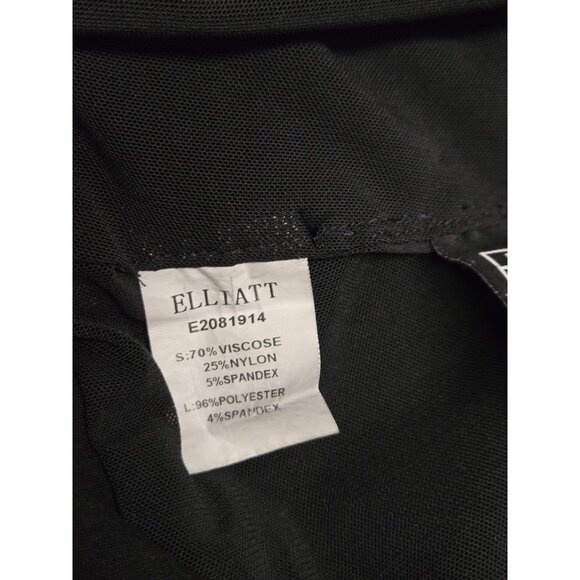 ELLIATT
E2081914
S:70%VISCOSE
25%NYLON
5%SPANDEX
L:96%POLYESTER
4%SPANDEX